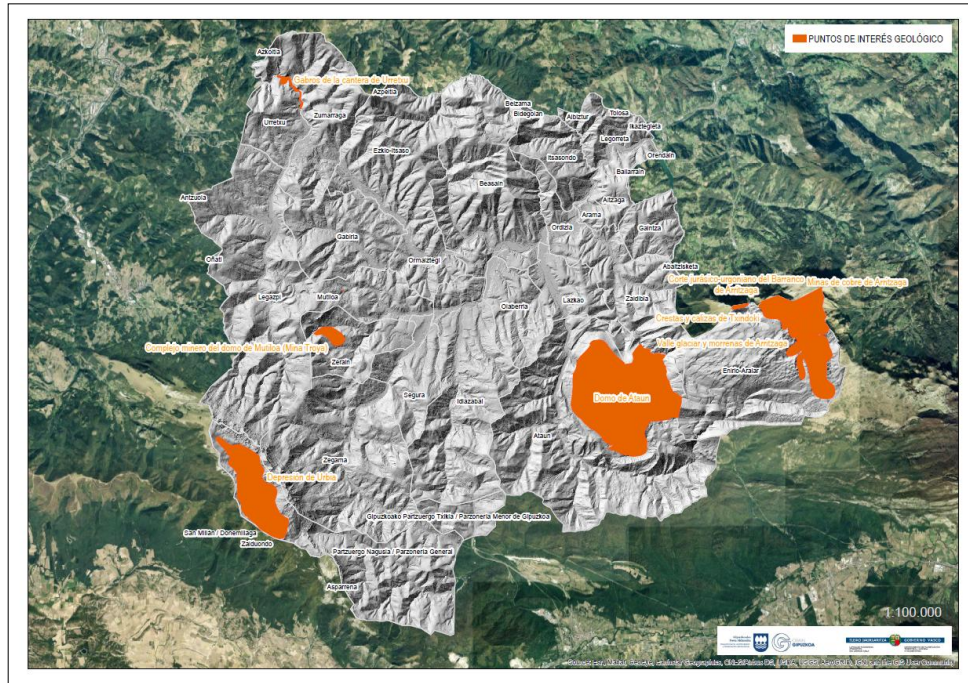 PUNTOS DE INTERÉS GEOLÓGICO
Azkoitia
Gabros de la cantera de Urretxu
Azpeitia
Urretxu
Zumarraga
Beizama
Bidegoian
Albiztur
Tolosa
Ikaztegieta
Legorreta
Orendain
Ezkio-Itsaso
Itsasondo
Baliarrain
Beasain
Altzaga
Antzuola
Arama
Gaintza
Ordizia
Gabiria
Oñati
Ormaiztegi
Abaltzisketa
Corte jurásico-urgoniano del Barranco
de Arritzaga
Minas de cobre de Arritzaga
Legazpi
Mutiloa
Olaberria
Lazkao
Zaldibia
Crestas y calizas de Txindoki
Complejo minero del domo de Mutiloa (Mina Troya)
Valle glaciar y morrenas de Arritzaga
Zerain
Enirio-Aralar
Segura
Idiazabal
Domo de Ataun
Ataun
Zegama
Depresión de Urbia
Gipuzkoako Partzuergo Txikia / Parzonería Menor de Gipuzkoa
San Millán / Donemiliaga
Zalduondo
Partzuergo Nagusia / Parzonería General
Asparrena
1:100.000
GIPUZKOA
EUSKO JAURLARITZA
GOBIERNO VASCO